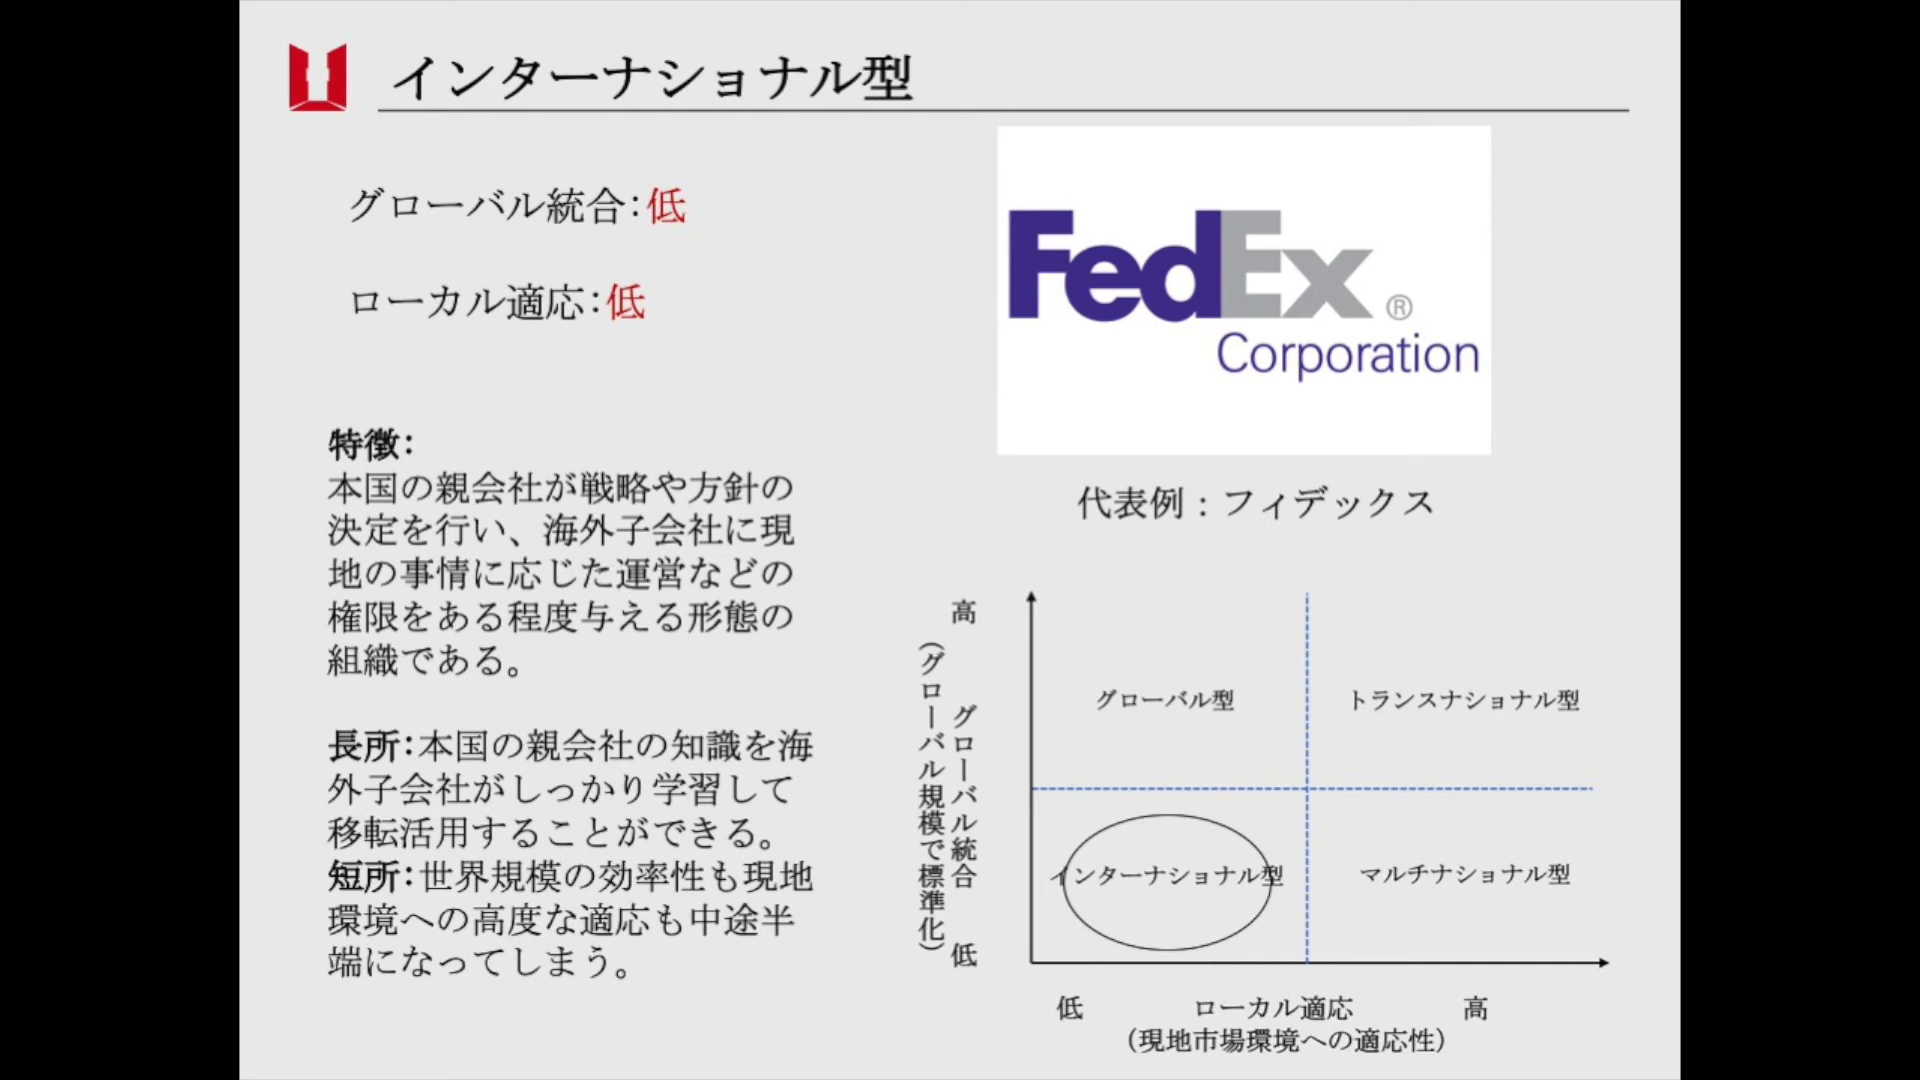 インターナショナル型
グローバル統合：低
ローカル適応：低
特徴：
本国の親会社が戦略や方針の
決定を行い、海外子会社に現
地の事情に応じた運営などの
権限をある程度与える形態の
組織である。
長所：本国の親会社の知識を海
外子会社がしっかり学習して
移転活用することができる。
短所：世界規模の効率性も現地
環境への高度な適応も中途半
端になってしまう。
FedEx®
Corporation
代表例：フィデックス
高
グローバル統合
（グローバル規模で標準化）
低
グローバル型
トランスナショナル型
インターナショナル型
マルチナショナル型
低 ローカル適応 高
（現地市場環境への適応性）